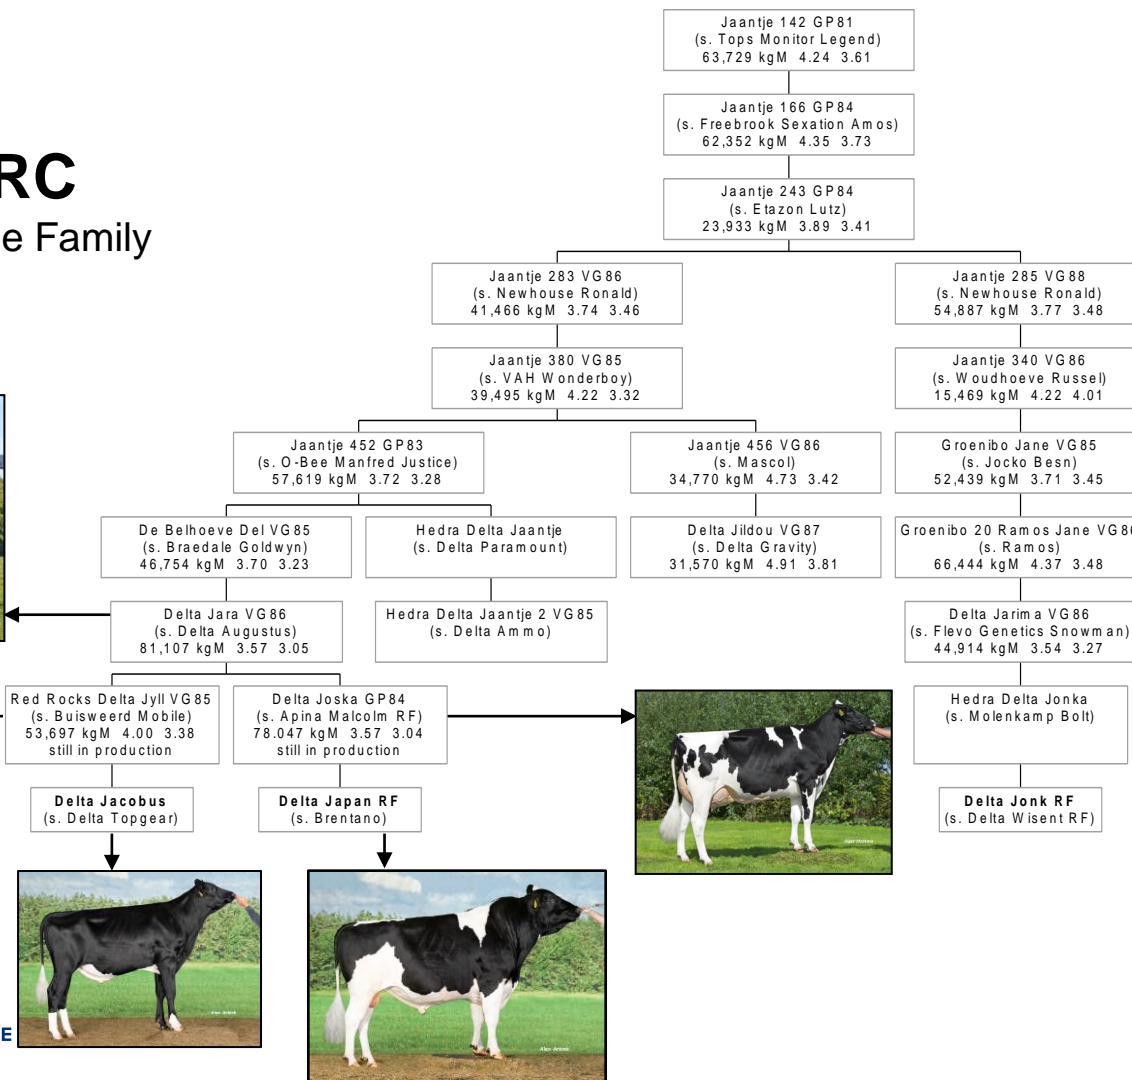 Jaantje 142 GP81
(s. Tops Monitor Legend)
63,729 kgM 4.24 3.61
Jaantje 166 GP84
(s. Freebrook Sexation Amos)
62,352 kgM 4.35 3.73
RC
e Family
Jaantje 243 GP84
(s. Etazon Lutz)
23,933 kgM 3.89 3.41
Jaantje 283 VG86
(s. Newhouse Ronald)
41,466 kgM 3.74 3.46
Jaantje 285 VG88
(s. Newhouse Ronald)
54,887 kgM 3.77 3.48
Jaantje 380 VG85
(s. VAH Wonderboy)
39,495 kgM 4.22 3.32
Jaantje 340 VG86
(s. Woudhoeve Russel)
15,469 kgM 4.22 4.01
Jaantje 452 GP83
(s. O-Bee Manfred Justice)
57,619 kgM 3.72 3.28
Jaantje 456 VG86
(s. Mascol)
34,770 kgM 4.73 3.42
Groenibo Jane VG85
(s. Jocko Besn)
52,439 kgM 3.71 3.45
De Belhoeve Del VG85
(s. Braedale Goldwyn)
46,754 kgM 3.70 3.23
Hedra Delta Jaantje
(s. Delta Paramount)
Delta Jildou VG87
(s. Delta Gravity)
31,570 kgM 4.91 3.81
Groenibo 20 Ramos Jane VG86
(s. Ramos)
66,444 kgM 4.37 3.48
Delta Jara VG86
(s. Delta Augustus)
81,107 kgM 3.57 3.05
Hedra Delta Jaantje 2 VG85
(s. Delta Ammo)
Delta Jarima VG86
(s. Flevo Genetics Snowman)
44,914 kgM 3.54 3.27
Red Rocks Delta Jyll VG85
(s. Buisweerd Mobile)
53,697 kgM 4.00 3.38
still in production
Delta Joska GP84
(s. Apina Malcolm RF)
78.047 kgM 3.57 3.04
still in production
Hedra Delta Jonka
(s. Molenkamp Bolt)
Delta Jacobus
(s. Delta Topgear)
Delta Japan RF
(s. Brentano)
Delta Jonk RF
(s. Delta Wisent RF)
E